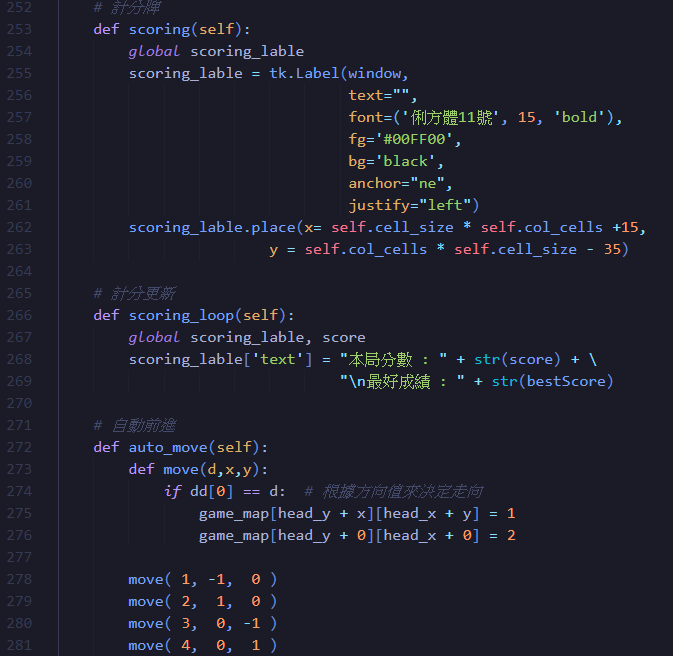 252 # 計分牌
253 def scoring(self):
254 global scoring_lable
255 scoring_lable = tk.Label(window,
256 text="",
257 font=('俐方體11號', 15, 'bold'),
258 fg='#00FF00',
259 bg='black',
260 anchor="ne",
261 justify="left")
262 scoring_lable.place(x= self.cell_size * self.col_cells +15,
263 y = self.col_cells * self.cell_size - 35)
264
265 # 計分更新
266 def scoring_loop(self):
267 global scoring_lable, score
268 scoring_lable['text'] = "本局分數 : " + str(score) + \
269 "\n最好成績 : " + str(bestScore)
270
271 # 自動前進
272 def auto_move(self):
273 def move(d,x,y):
274 if dd[0] == d: # 根據方向值來決定走向
275 game_map[head_y + x][head_x + y] = 1
276 game_map[head_y + 0][head_x + 0] = 2
277
278 move( 1, -1, 0 )
279 move( 2, 1, 0 )
280 move( 3, 0, -1 )
281 move( 4, 0, 1 )